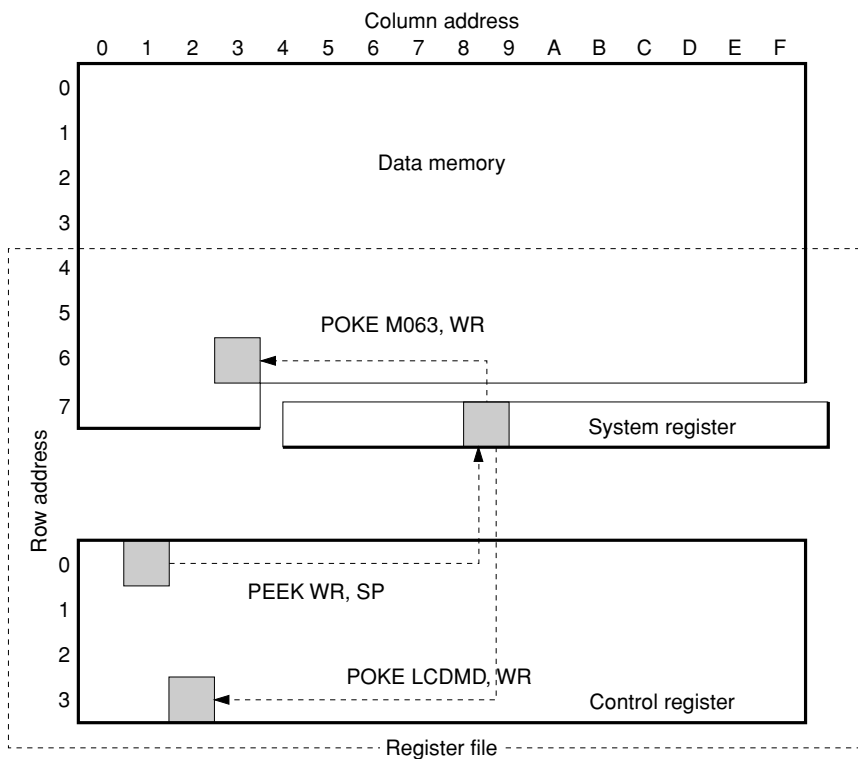 Column address
0 1 2 3 4 5 6 7 8 9 A B C D E F
0
1
2
Data memory
3
4
5
POKE M063, WR
6
7
System register
Row address
0
PEEK WR, SP
1
2
POKE LCDMD, WR
3
Control register
Register file